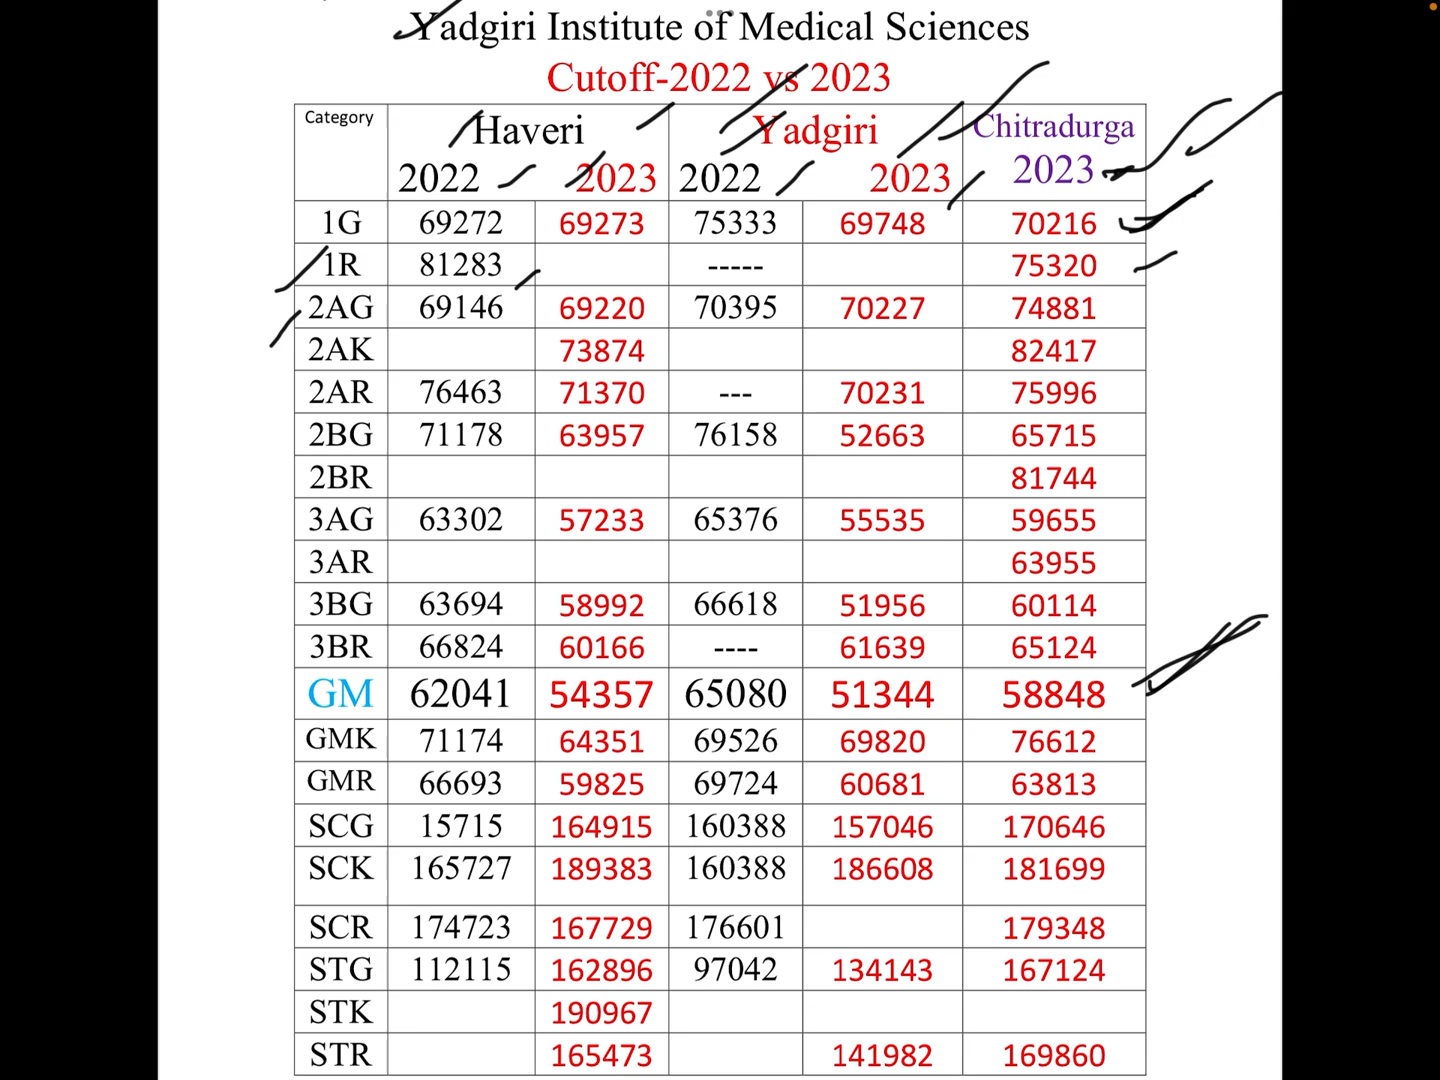 Yadgiri Institute of Medical Sciences
Cutoff-2022 vs 2023
Category Haveri Yadgiri Chitradurga
2022 2023 2022 2023 2023
1G 69272 69273 75333 69748 70216
1R 81283 ----- 75320
2AG 69146 69220 70395 70227 74881
2AK 73874 82417
2AR 76463 71370 --- 70231 75996
2BG 71178 63957 76158 52663 65715
2BR 81744
3AG 63302 57233 65376 55535 59655
3AR 63955
3BG 63694 58992 66618 51956 60114
3BR 66824 60166 ---- 61639 65124
GM 62041 54357 65080 51344 58848
GMK 71174 64351 69526 69820 76612
GMR 66693 59825 69724 60681 63813
SCG 15715 164915 160388 157046 170646
SCK 165727 189383 160388 186608 181699
SCR 174723 167729 176601 179348
STG 112115 162896 97042 134143 167124
STK 190967
STR 165473 141982 169860